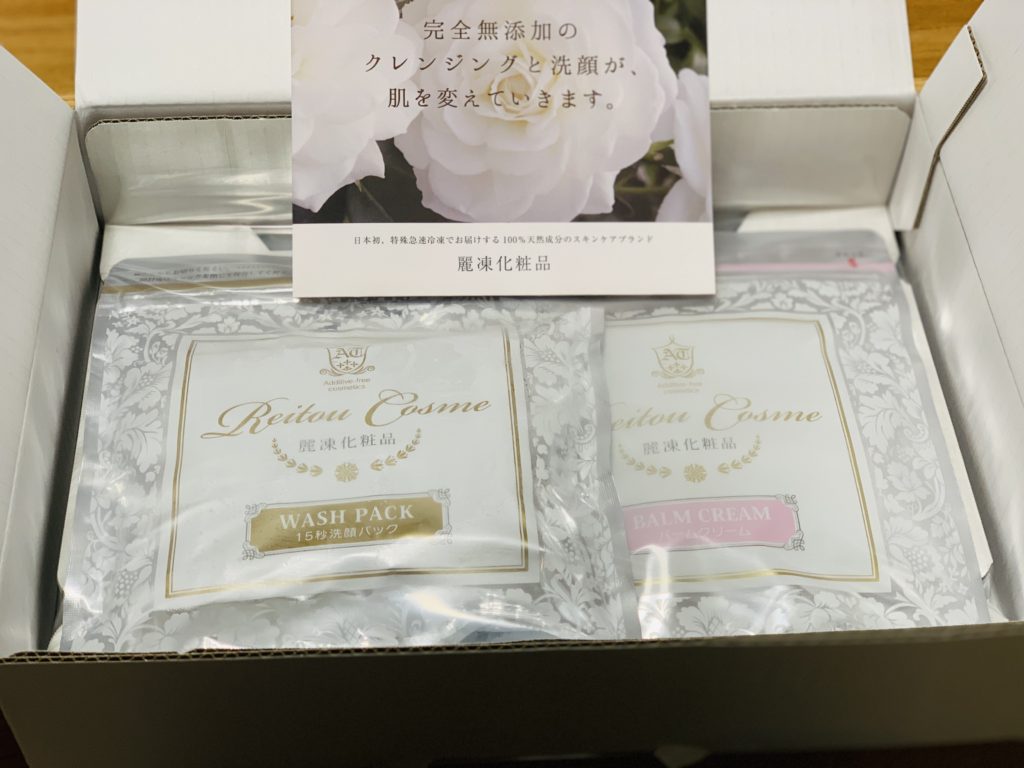 完全無添加の
クレンジングと洗顔が、
肌を変えていきます。
日本初、特殊急速冷凍でお届けする100%天然成分のスキンケアブランド
麗凍化粧品
AC
Additive-free
cosmetics
Reitou Cosme
麗凍化粧品
WASH PACK
15秒洗顔パック
AC
Additive-free
cosmetics
eitou Cosme
麗凍化粧品
BALM CREAM
バームクリーム